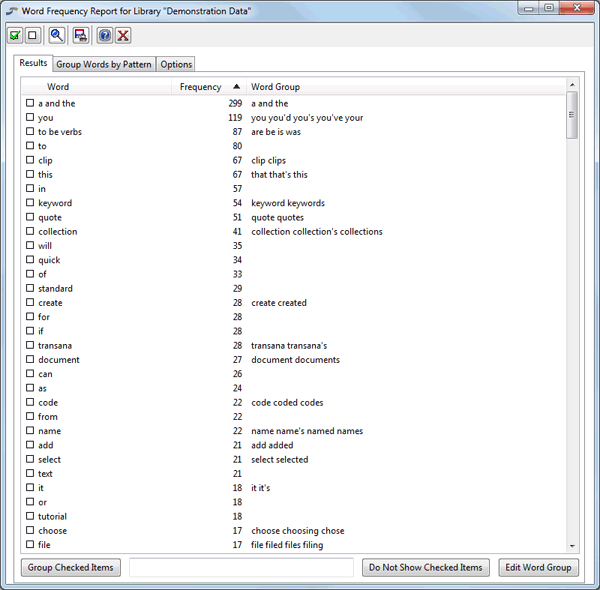 Word Frequency Report for Library "Demonstration Data"
Results Group Words by Pattern Options
Word Frequency Word Group
a and the 299 a and the
you 119 you you'd you's you've your
to be verbs 87 are be is was
to 80
clip 67 clip clips
this 67 that that's this
in 57
keyword 54 keyword keywords
quote 51 quote quotes
collection 41 collection collection's collections
will 35
quick 34
of 33
standard 29
create 28 create created
for 28
if 28
transana 28 transana transana's
document 27 document documents
can 26
as 24
code 22 code coded codes
from 22
name 22 name name's named names
add 21 add added
select 21 select selected
text 21
it 18 it it's
or 18
tutorial 18
choose 17 choose choosing chose
file 17 file filed files filing
Group Checked Items Do Not Show Checked Items Edit Word Group